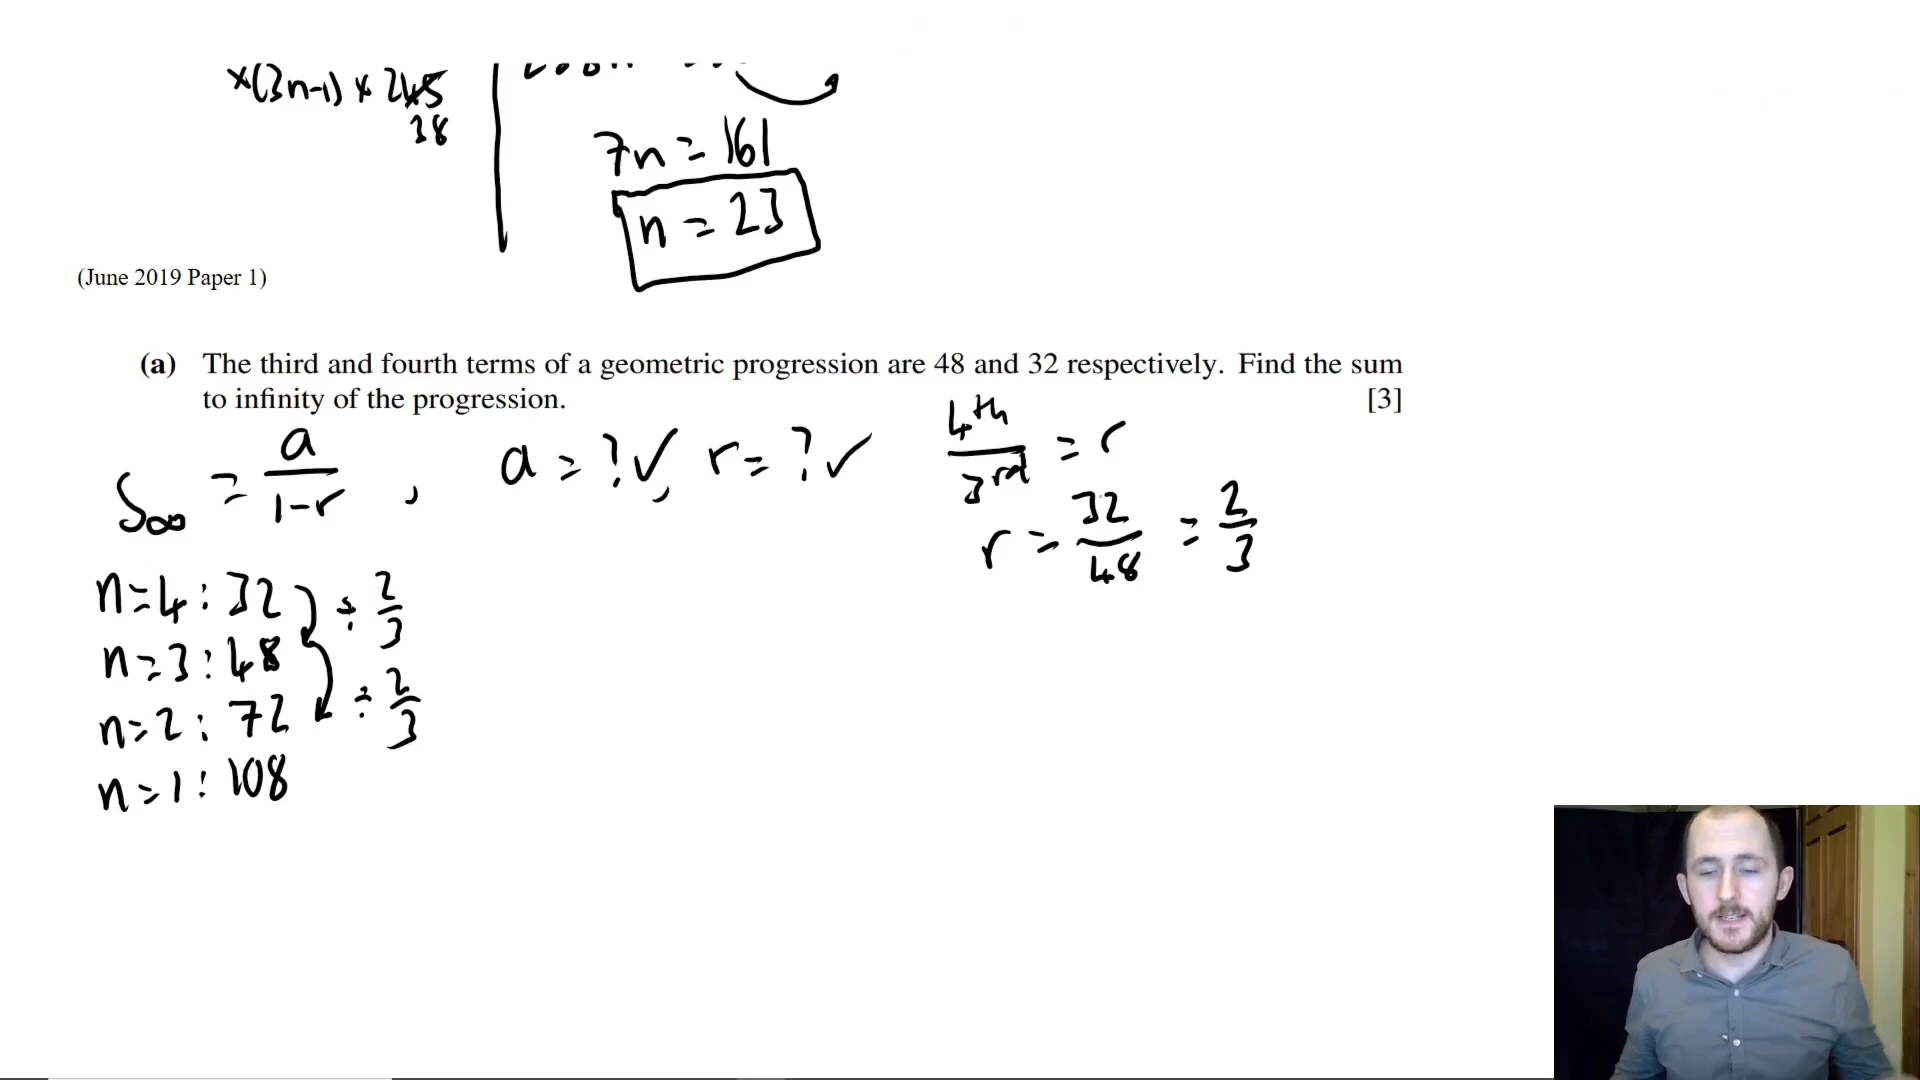 ×(3n-1) × 245
38
7n = 161
n = 23
(June 2019 Paper 1)
(a) The third and fourth terms of a geometric progression are 48 and 32 respectively. Find the sum
to infinity of the progression. [3]
S∞ = a/(1-r) , a = ? ✓, r = ? ✓
4th/3rd = r
r = 32/48 = 2/3
n=4 : 32 ÷ 2/3
n=3 : 48
n=2 : 72 ÷ 2/3
n=1 : 108